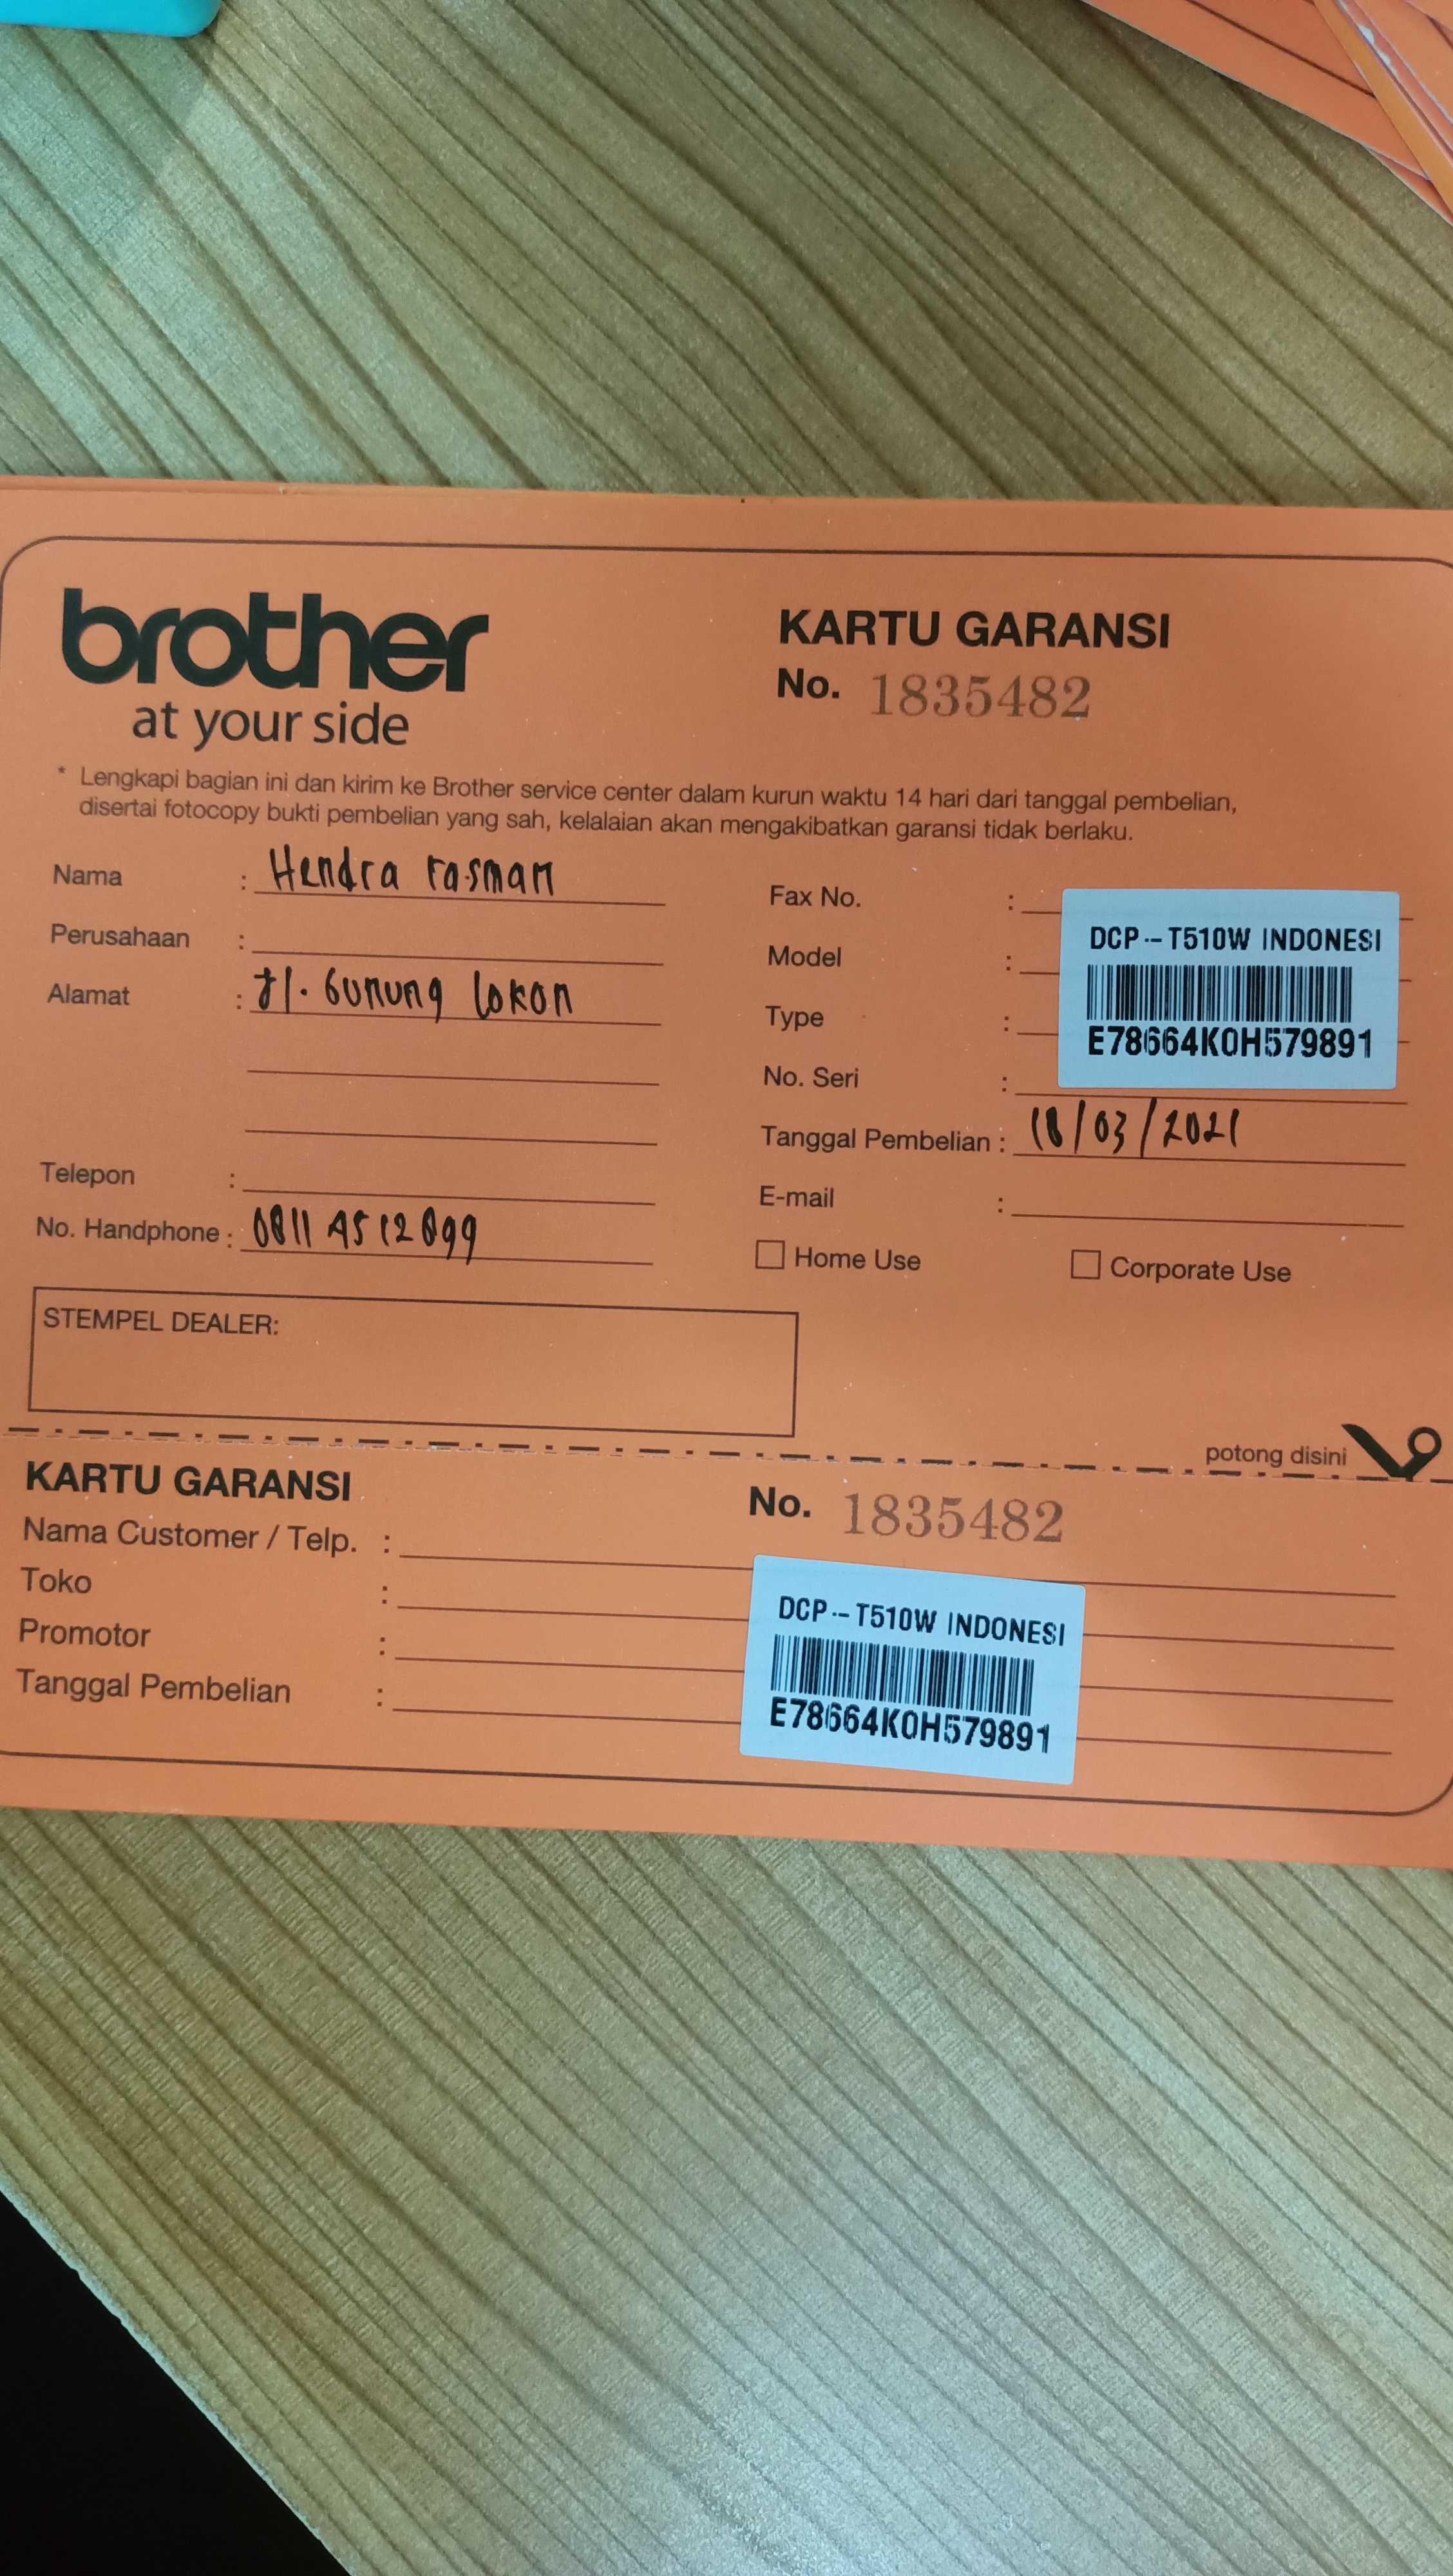 brother
at your side
KARTU GARANSI
No. 1835482
* Lengkapi bagian ini dan kirim ke Brother service center dalam kurun waktu 14 hari dari tanggal pembelian,
disertai fotocopy bukti pembelian yang sah, kelalaian akan mengakibatkan garansi tidak berlaku.
Nama : Hendra rasman
Perusahaan :
Alamat : Jl. Gunung Lokon
Telepon :
No. Handphone : 0811 4512 899
Fax No. :
Model :
Type :
No. Seri :
DCP-T510W INDONESI
E78664K0H579891
Tanggal Pembelian : 18/03/2021
E-mail :
Home Use
Corporate Use
STEMPEL DEALER:
potong disini
KARTU GARANSI
No. 1835482
Nama Customer / Telp. :
Toko :
Promotor :
Tanggal Pembelian :
DCP-T510W INDONESI
E78664K0H579891